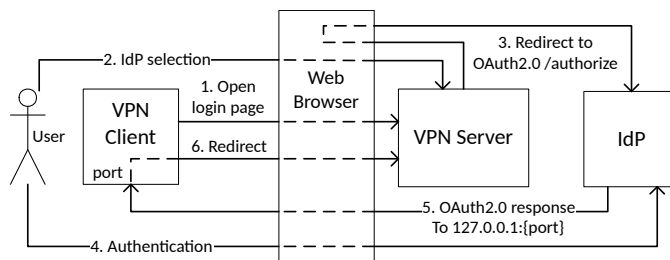 2. IdP selection
3. Redirect to
OAuth2.0 /authorize
1. Open
login page
Web
Browser
User
VPN
Client
port
VPN Server
IdP
6. Redirect
5. OAuth2.0 response
To 127.0.0.1:{port}
4. Authentication